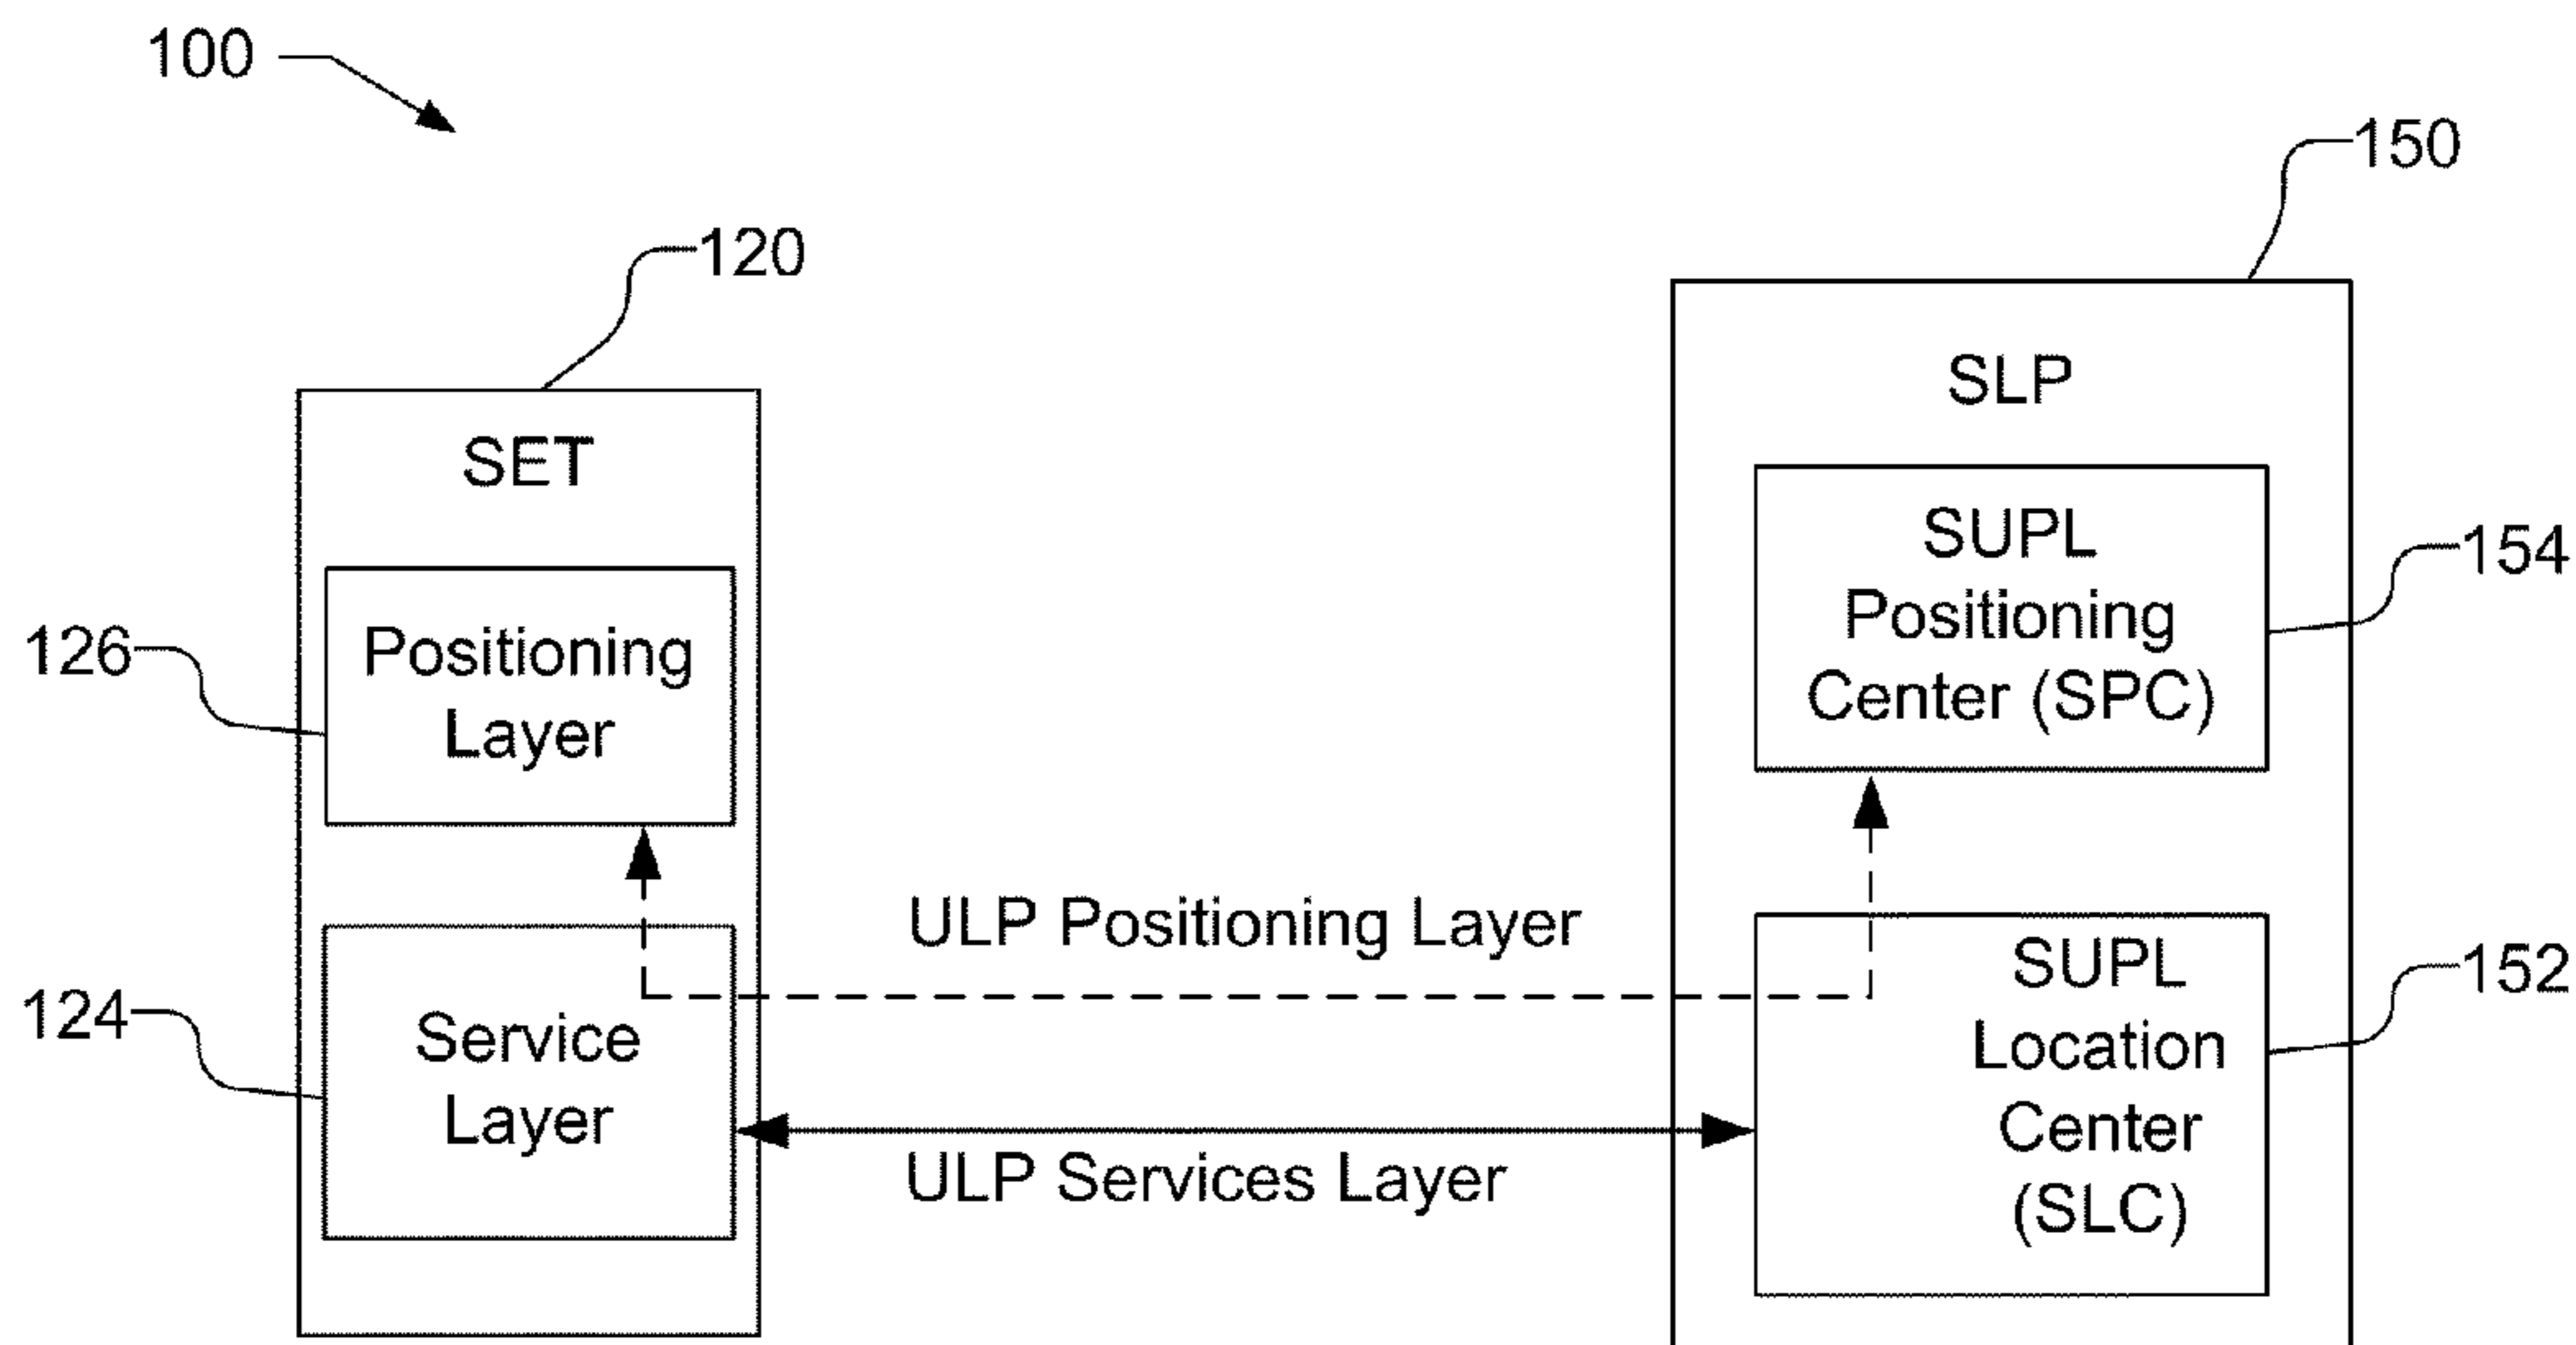 100
150
120
SLP
SET
SUPL
Positioning
Center (SPC)
154
126
Positioning
Layer
ULP Positioning Layer
SUPL
Location
Center
(SLC)
152
124
Service
Layer
ULP Services Layer